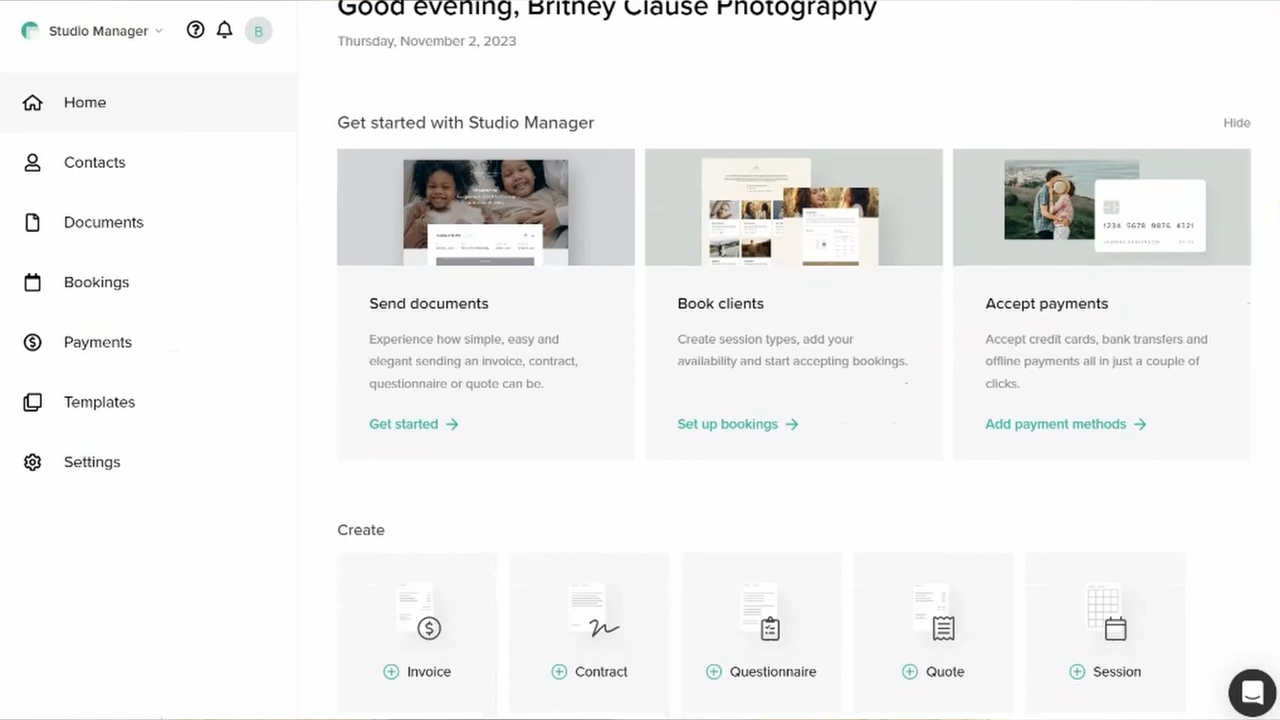 Studio Manager
B
Home
Contacts
Documents
Bookings
Payments
Templates
Settings
Good evening, Britney Clause Photography
Thursday, November 2, 2023
Get started with Studio Manager
Hide
Send documents
Experience how simple, easy and
elegant sending an invoice, contract,
questionnaire or quote can be.
Get started
Book clients
Create session types, add your
availability and start accepting bookings.
Set up bookings
1234 5678 9876 4321
Accept payments
Accept credit cards, bank transfers and
offline payments all in just a couple of
clicks.
Add payment methods
Create
Invoice
Contract
Questionnaire
Quote
Session